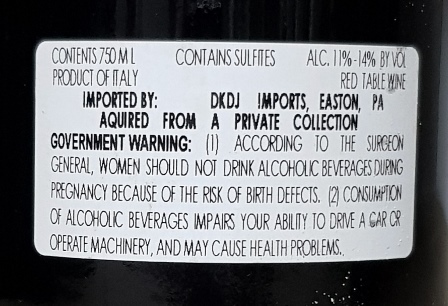 CONTENTS 750 ML CONTAINS SULFITES ALC. 11%-14% BY VOL
PRODUCT OF ITALY RED TABLE WINE
IMPORTED BY: DKDJ IMPORTS, EASTON, PA
AQUIRED FROM A PRIVATE COLLECTION
GOVERNMENT WARNING: (1) ACCORDING TO THE SURGEON
GENERAL, WOMEN SHOULD NOT DRINK ALCOHOLIC BEVERAGES DURING
PREGNANCY BECAUSE OF THE RISK OF BIRTH DEFECTS. (2) CONSUMPTION
OF ALCOHOLIC BEVERAGES IMPAIRS YOUR ABILITY TO DRIVE A CAR OR
OPERATE MACHINERY, AND MAY CAUSE HEALTH PROBLEMS.